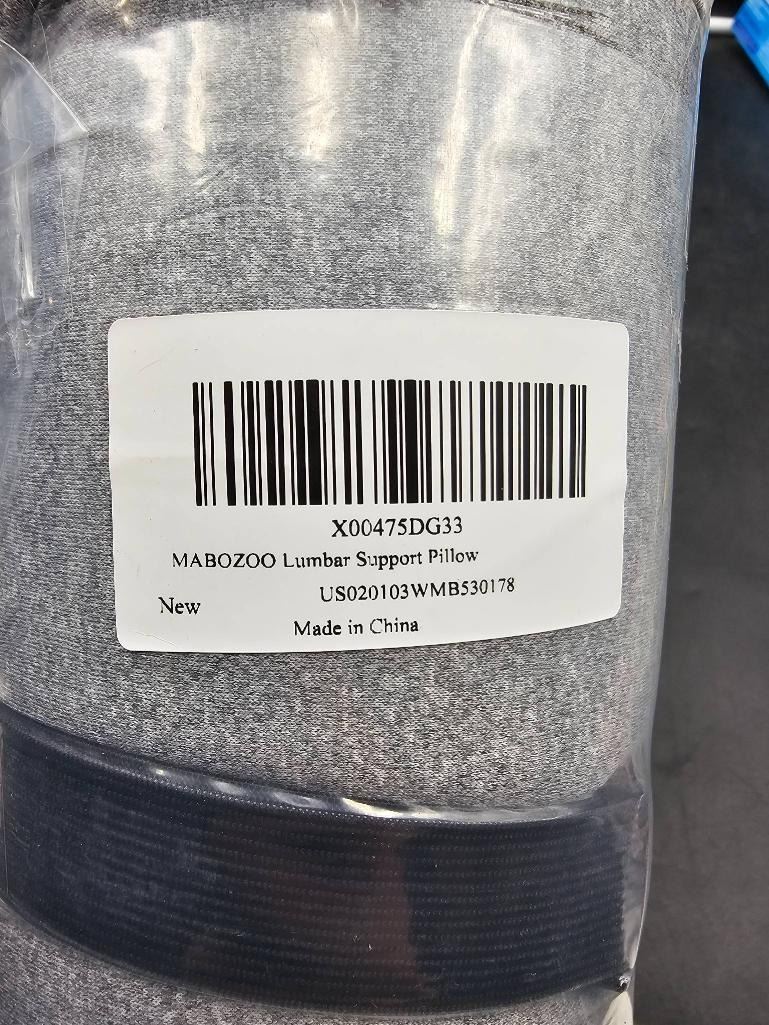 X00475DG33
MABOZOO Lumbar Support Pillow
US020103WMB530178
New
Made in China